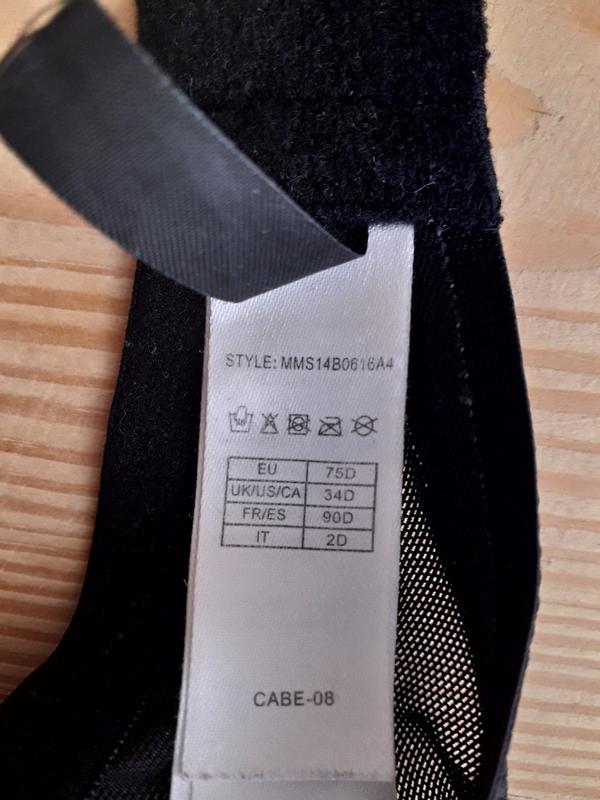 STYLE: MMS14B0616A4
EU 75D
UK/US/CA 34D
FR/ES 90D
IT 2D
CABE-08